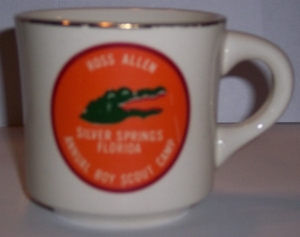 ROSS ALLEN
SILVER SPRINGS
FLORIDA
ANNUAL BOY SCOUT CAMP